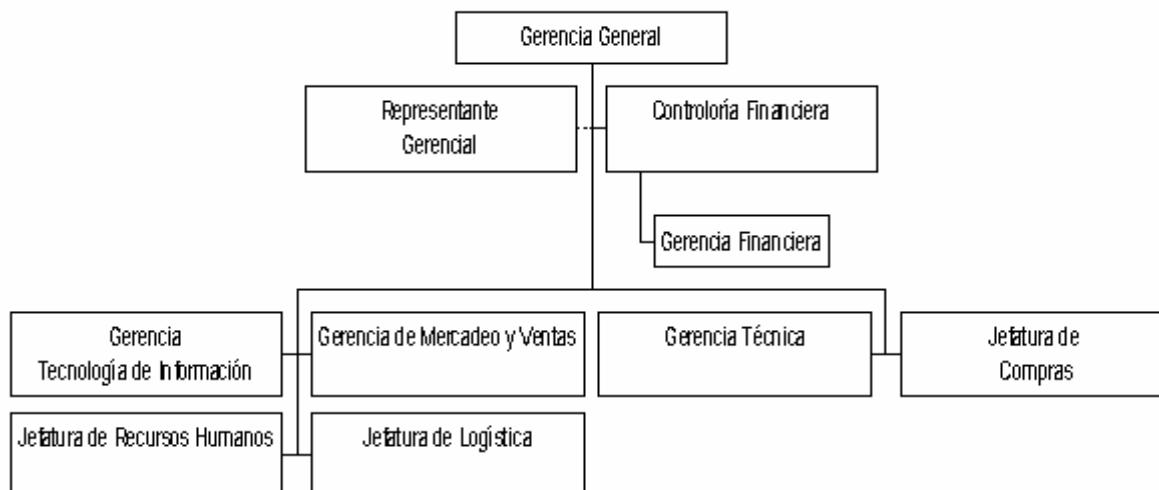 Gerencia General
Representante
Gerencial
Controloría Financiera
Gerencia Financiera
Gerencia
Tecnología de Información
Gerencia de Mercadeo y Ventas
Gerencia Técnica
Jefatura de
Compras
Jefatura de Recursos Humanos
Jefatura de Logística